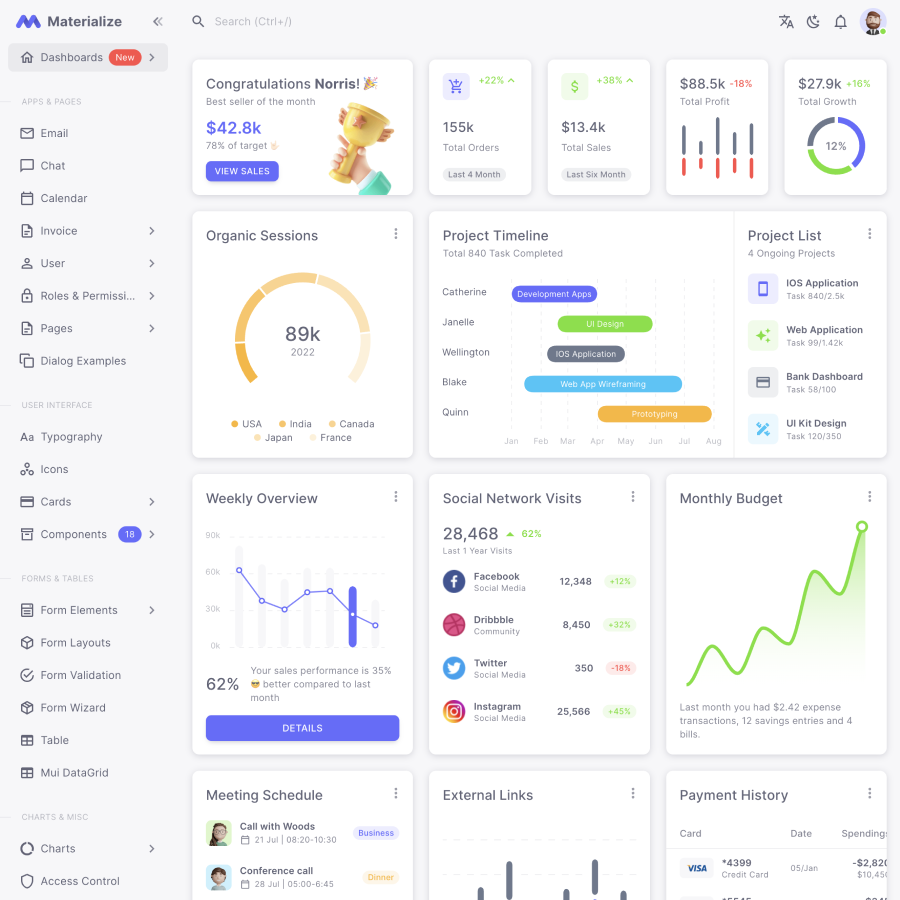 Materialize
Search (Ctrl+/)
Dashboards New
APPS & PAGES
Email
Chat
Calendar
Invoice
User
Roles & Permissi...
Pages
Dialog Examples
USER INTERFACE
Aa Typography
Icons
Cards
Components 18
FORMS & TABLES
Form Elements
Form Layouts
Form Validation
Form Wizard
Table
Mui DataGrid
CHARTS & MISC
Charts
Access Control
Congratulations Norris! 🎉
Best seller of the month
$42.8k
78% of target 🤟🏻
VIEW SALES
+22%
155k
Total Orders
Last 4 Month
+38%
$
$13.4k
Total Sales
Last Six Month
$88.5k -18%
Total Profit
$27.9k +16%
Total Growth
12%
Organic Sessions
89k
2022
USA India Canada
Japan France
Project Timeline
Total 840 Task Completed
Catherine Development Apps
Janelle UI Design
Wellington IOS Application
Blake Web App Wireframing
Quinn Prototyping
Jan Feb Mar Apr May Jun Jul Aug
Project List
4 Ongoing Projects
IOS Application
Task 840/2.5k
Web Application
Task 99/1.42k
Bank Dashboard
Task 58/100
UI Kit Design
Task 120/350
Weekly Overview
90k
60k
30k
0k
62%
Your sales performance is 35%
😎 better compared to last
month
DETAILS
Social Network Visits
28,468 62%
Last 1 Year Visits
Facebook 12,348 +12%
Social Media
Dribbble 8,450 +32%
Community
Twitter 350 -18%
Social Media
Instagram 25,566 +45%
Social Media
Monthly Budget
Last month you had $2.42 expense
transactions, 12 savings entries and 4
bills.
Meeting Schedule
Call with Woods Business
21 Jul | 08:20-10:30
Conference call Dinner
28 Jul | 05:00-6:45
External Links
Payment History
Card Date Spendings
VISA *4399 05/Jan -$2,820
Credit Card $10,450